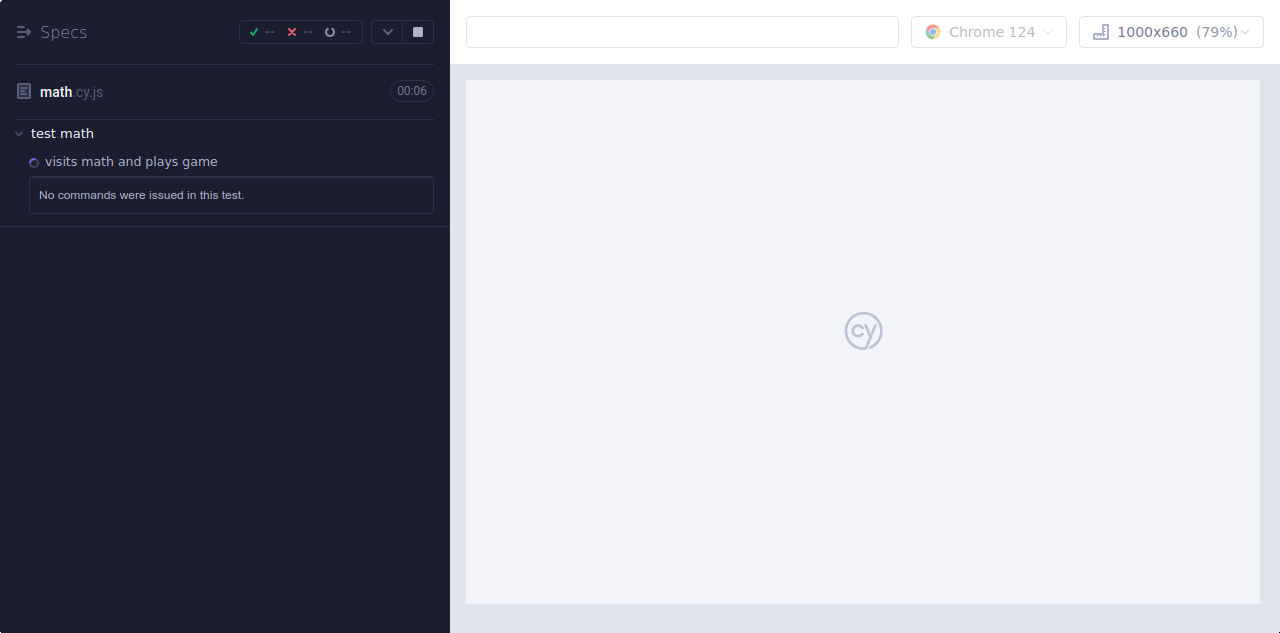 Specs
--
--
--
math.cy.js
00:06
test math
visits math and plays game
No commands were issued in this test.
Chrome 124
1000x660 (79%)
cy